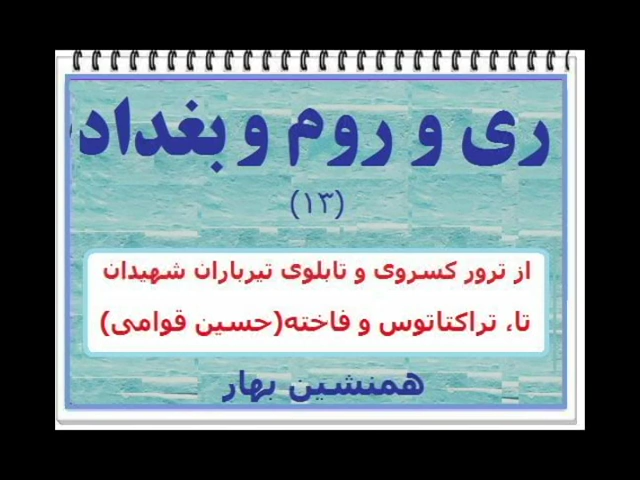 ری و روم و بغداد
(۱۳)
از ترور کسروی و تابلوی تیرباران شهیدان
تا، تراکتاتوس و فاخته(حسین قوامی)
همنشین بهار